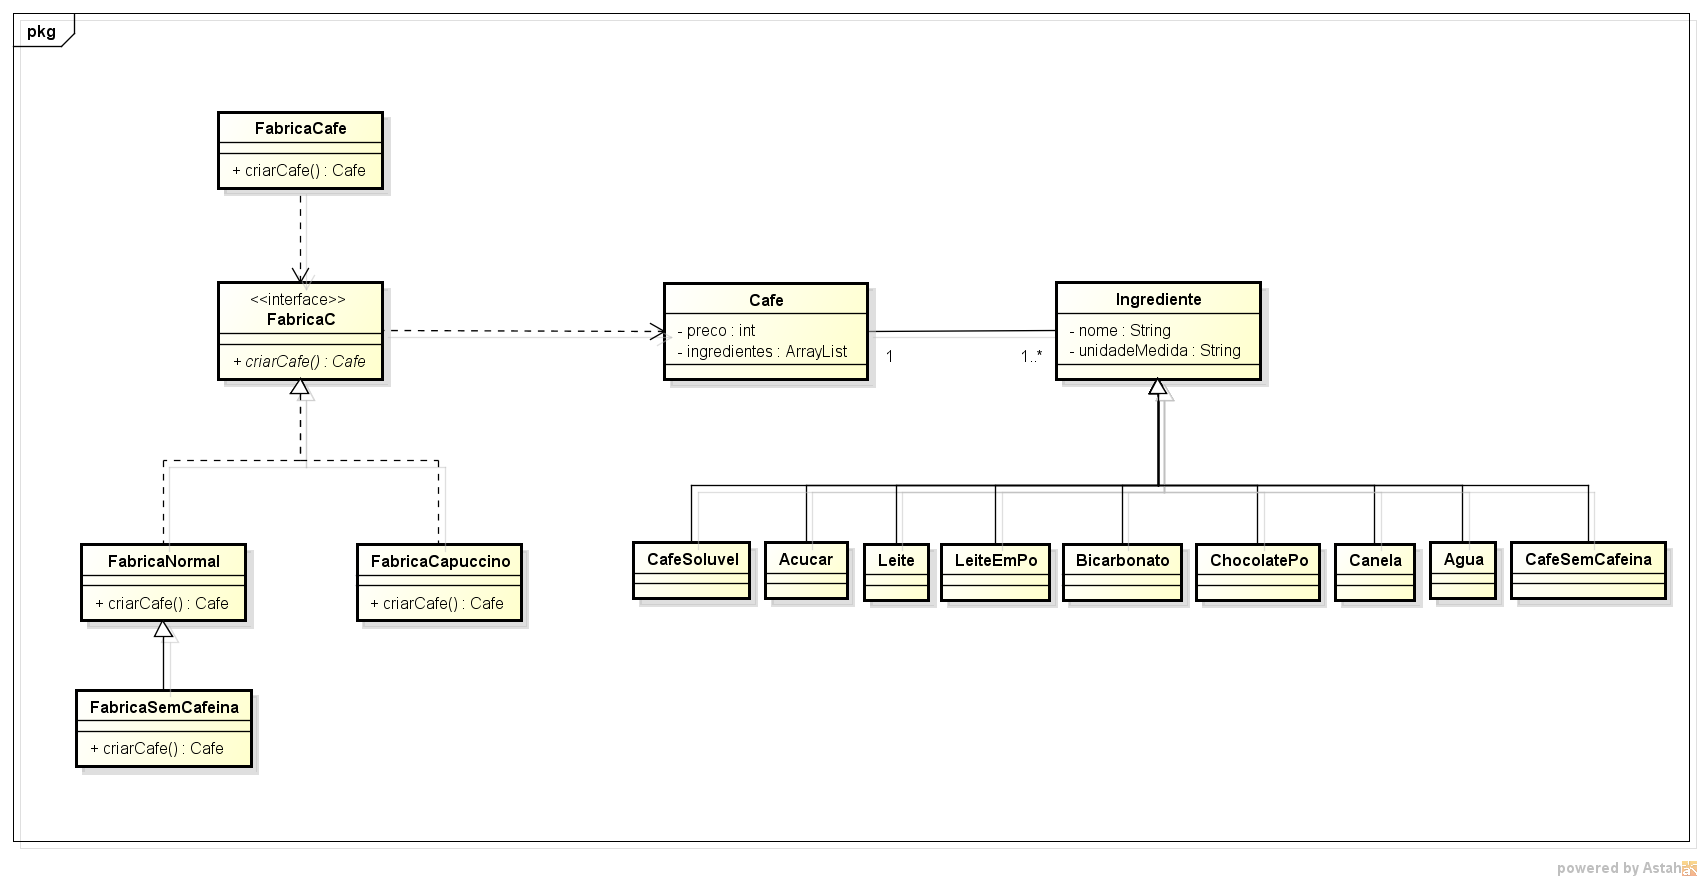 pkg
FabricaCafe
+ criarCafe() : Cafe
<<interface>>
FabricaC
+ criarCafe() : Cafe
Cafe
- preco : int
- ingredientes : ArrayList
1
1..*
Ingrediente
- nome : String
- unidadeMedida : String
FabricaNormal
+ criarCafe() : Cafe
FabricaCapuccino
+ criarCafe() : Cafe
CafeSoluvel
Acucar
Leite
LeiteEmPo
Bicarbonato
ChocolatePo
Canela
Agua
CafeSemCafeina
FabricaSemCafeina
+ criarCafe() : Cafe
powered by Astah